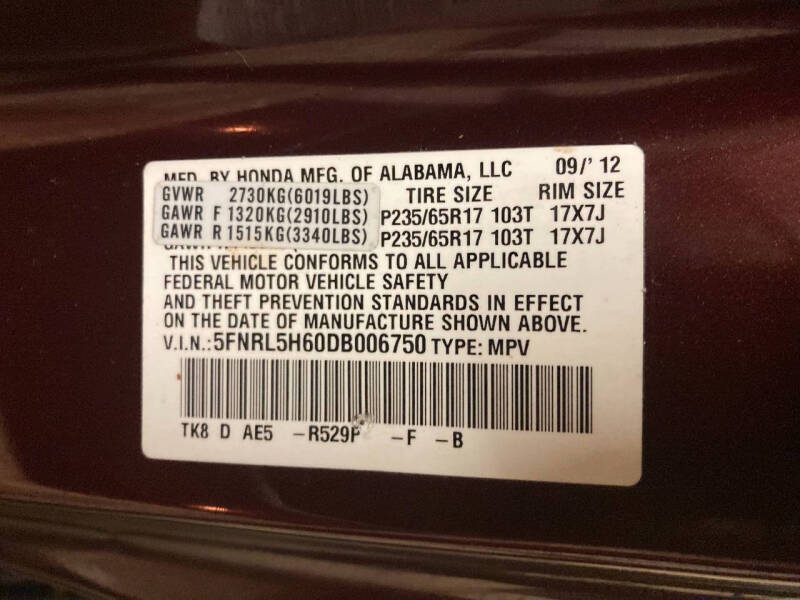 MFD. BY HONDA MFG. OF ALABAMA, LLC 09/' 12
GVWR 2730KG(6019LBS) TIRE SIZE RIM SIZE
GAWR F 1320KG(2910LBS) P235/65R17 103T 17X7J
GAWR R 1515KG(3340LBS) P235/65R17 103T 17X7J
THIS VEHICLE CONFORMS TO ALL APPLICABLE
FEDERAL MOTOR VEHICLE SAFETY
AND THEFT PREVENTION STANDARDS IN EFFECT
ON THE DATE OF MANUFACTURE SHOWN ABOVE.
V.I.N.:5FNRL5H60DB006750 TYPE: MPV
TK8 D AE5 -R529P -F -B